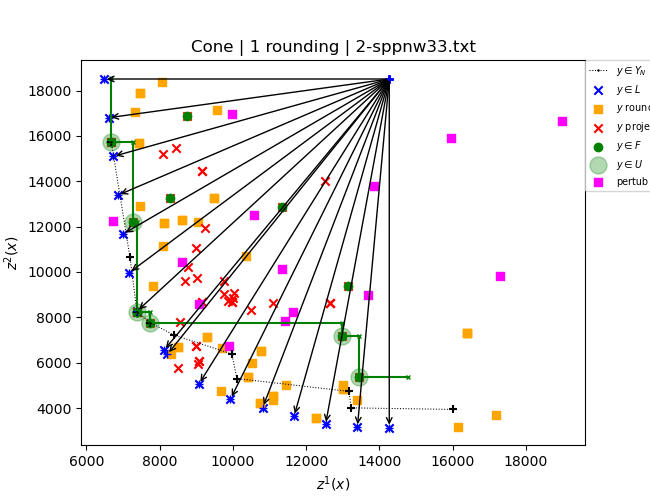 Cone | 1 rounding | 2-sppnw33.txt
18000
16000
14000
12000
10000
8000
6000
4000
z²(x)
6000
8000
10000
12000
14000
16000
18000
z¹(x)
y ∈ Y_N
y ∈ L
y roun
y proje
y ∈ F
y ∈ U
pertub